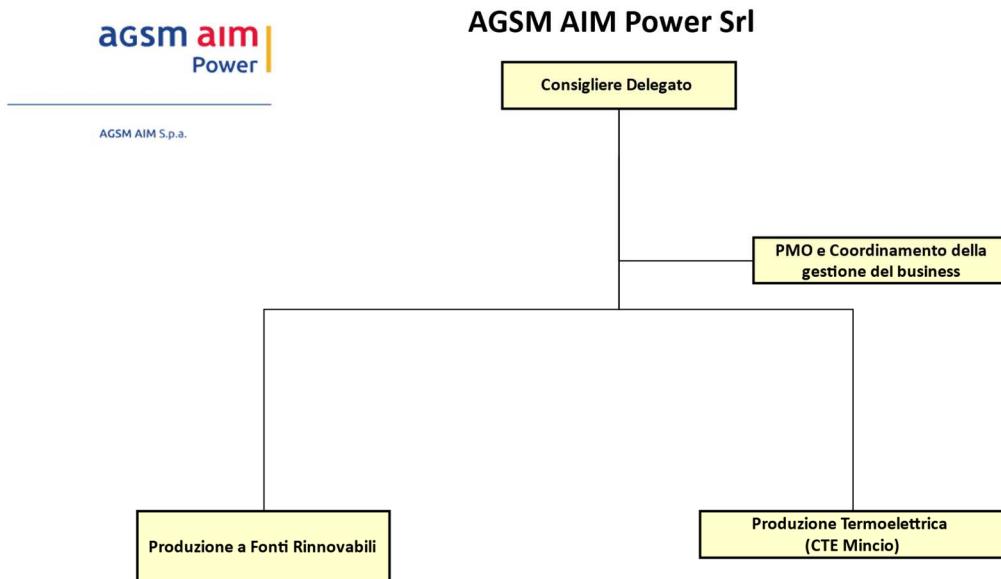 agsm aim
Power
AGSM AIM S.p.a.
AGSM AIM Power Srl
Consigliere Delegato
PMO e Coordinamento della
gestione del business
Produzione a Fonti Rinnovabili
Produzione Termoelettrica
(CTE Mincio)